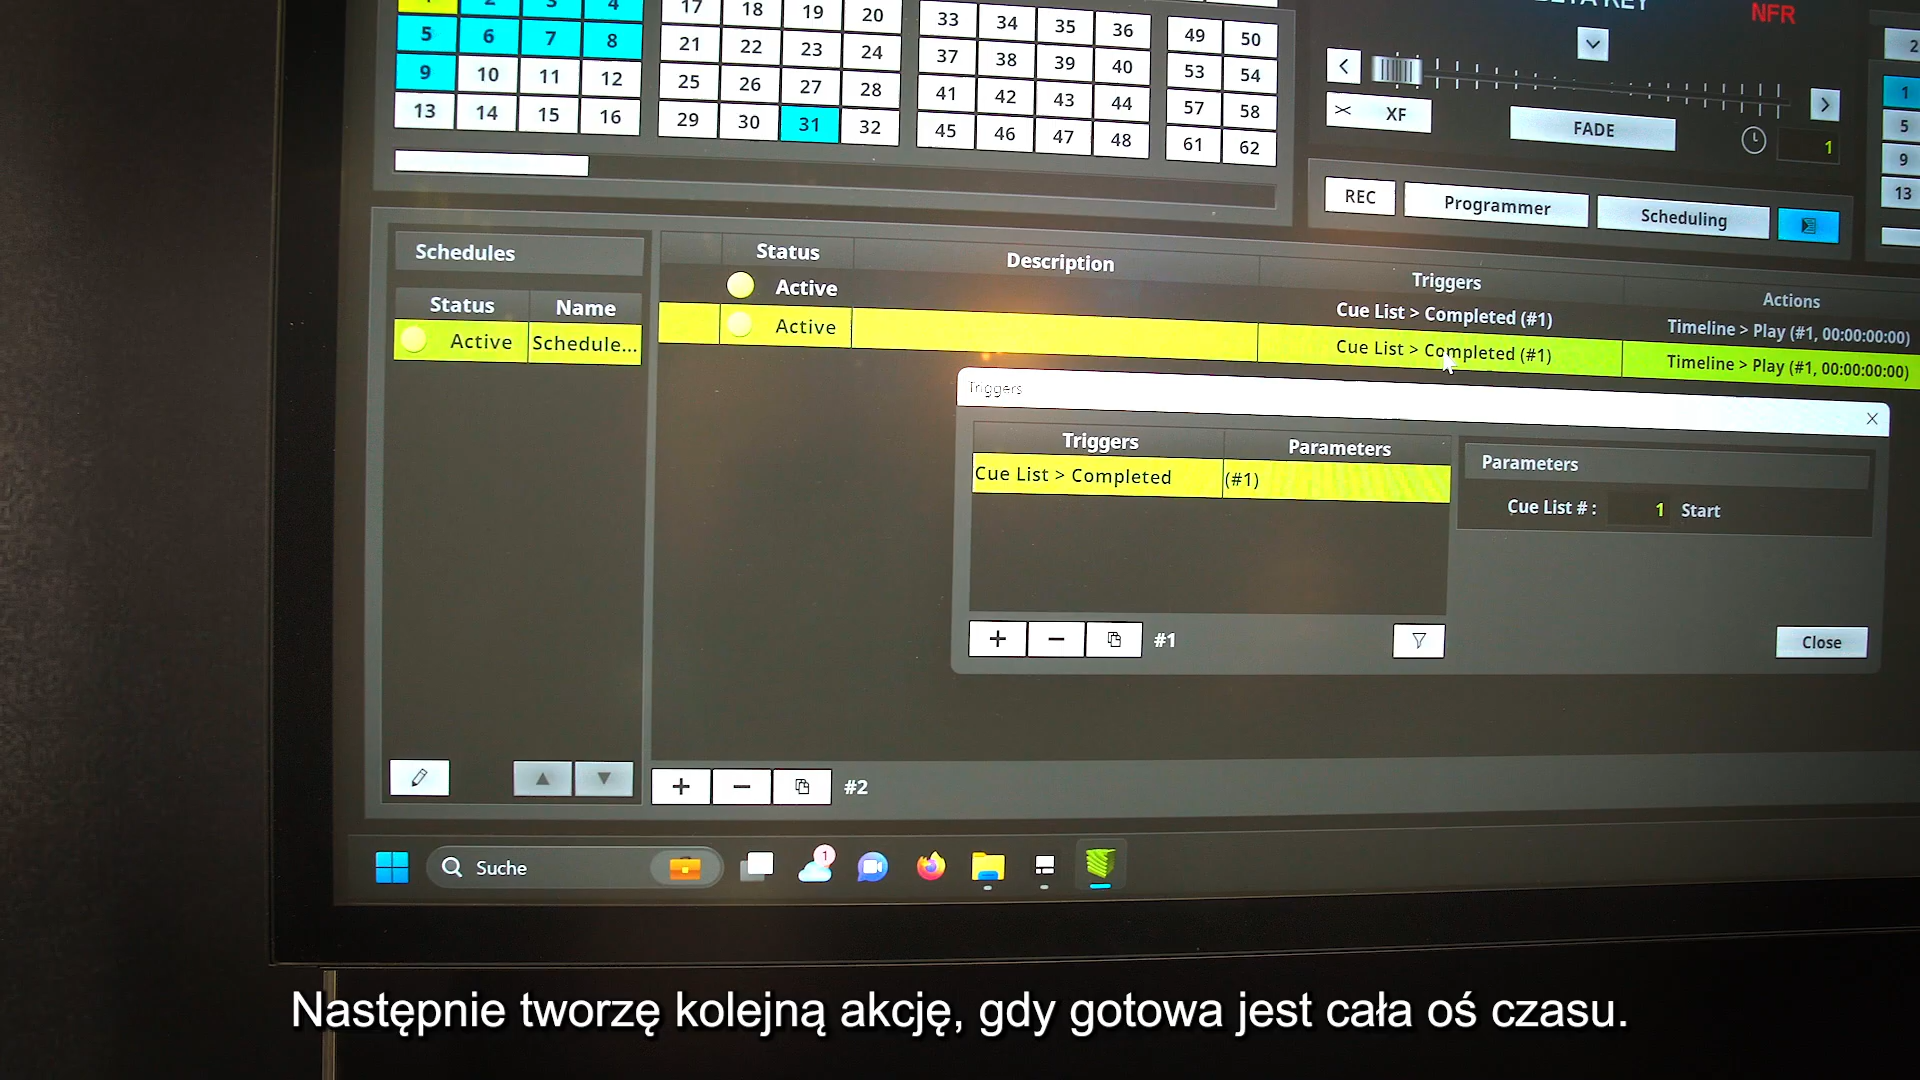 NFR
1 2 3 4
5 6 7 8
9 10 11 12
13 14 15 16
17 18 19 20
21 22 23 24
25 26 27 28
29 30 31 32
33 34 35 36
37 38 39 40
41 42 43 44
45 46 47 48
49 50
53 54
57 58
61 62
XF FADE 1
REC Programmer Scheduling
2
1
5
9
13
Schedules
Status Name
Active Schedule...
Status Description Triggers Actions
Active Cue List > Completed (#1) Timeline > Play (#1, 00:00:00:00)
Active Cue List > Completed (#1) Timeline > Play (#1, 00:00:00:00)
Triggers
Triggers Parameters
Cue List > Completed (#1)
Parameters
Cue List # : 1 Start
#1
Close
#2
Suche
1
Następnie tworzę kolejną akcję, gdy gotowa jest cała oś czasu.